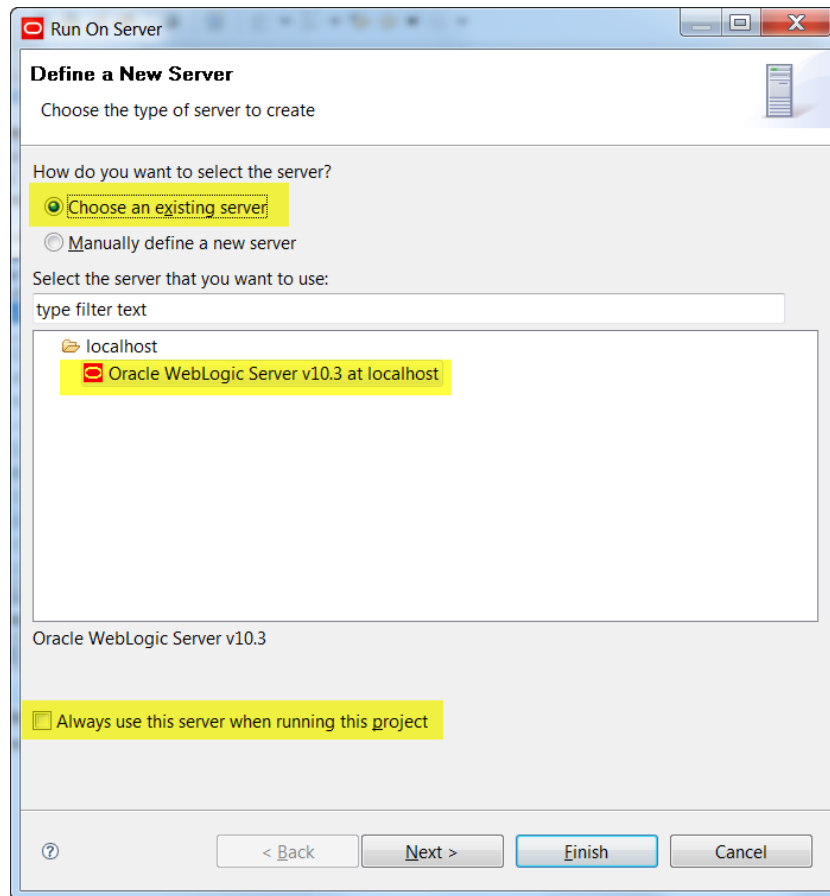 Run On Server
Define a New Server
Choose the type of server to create
How do you want to select the server?
Choose an existing server
Manually define a new server
Select the server that you want to use:
type filter text
localhost
Oracle WebLogic Server v10.3 at localhost
Oracle WebLogic Server v10.3
Always use this server when running this project
?
< Back
Next >
Finish
Cancel